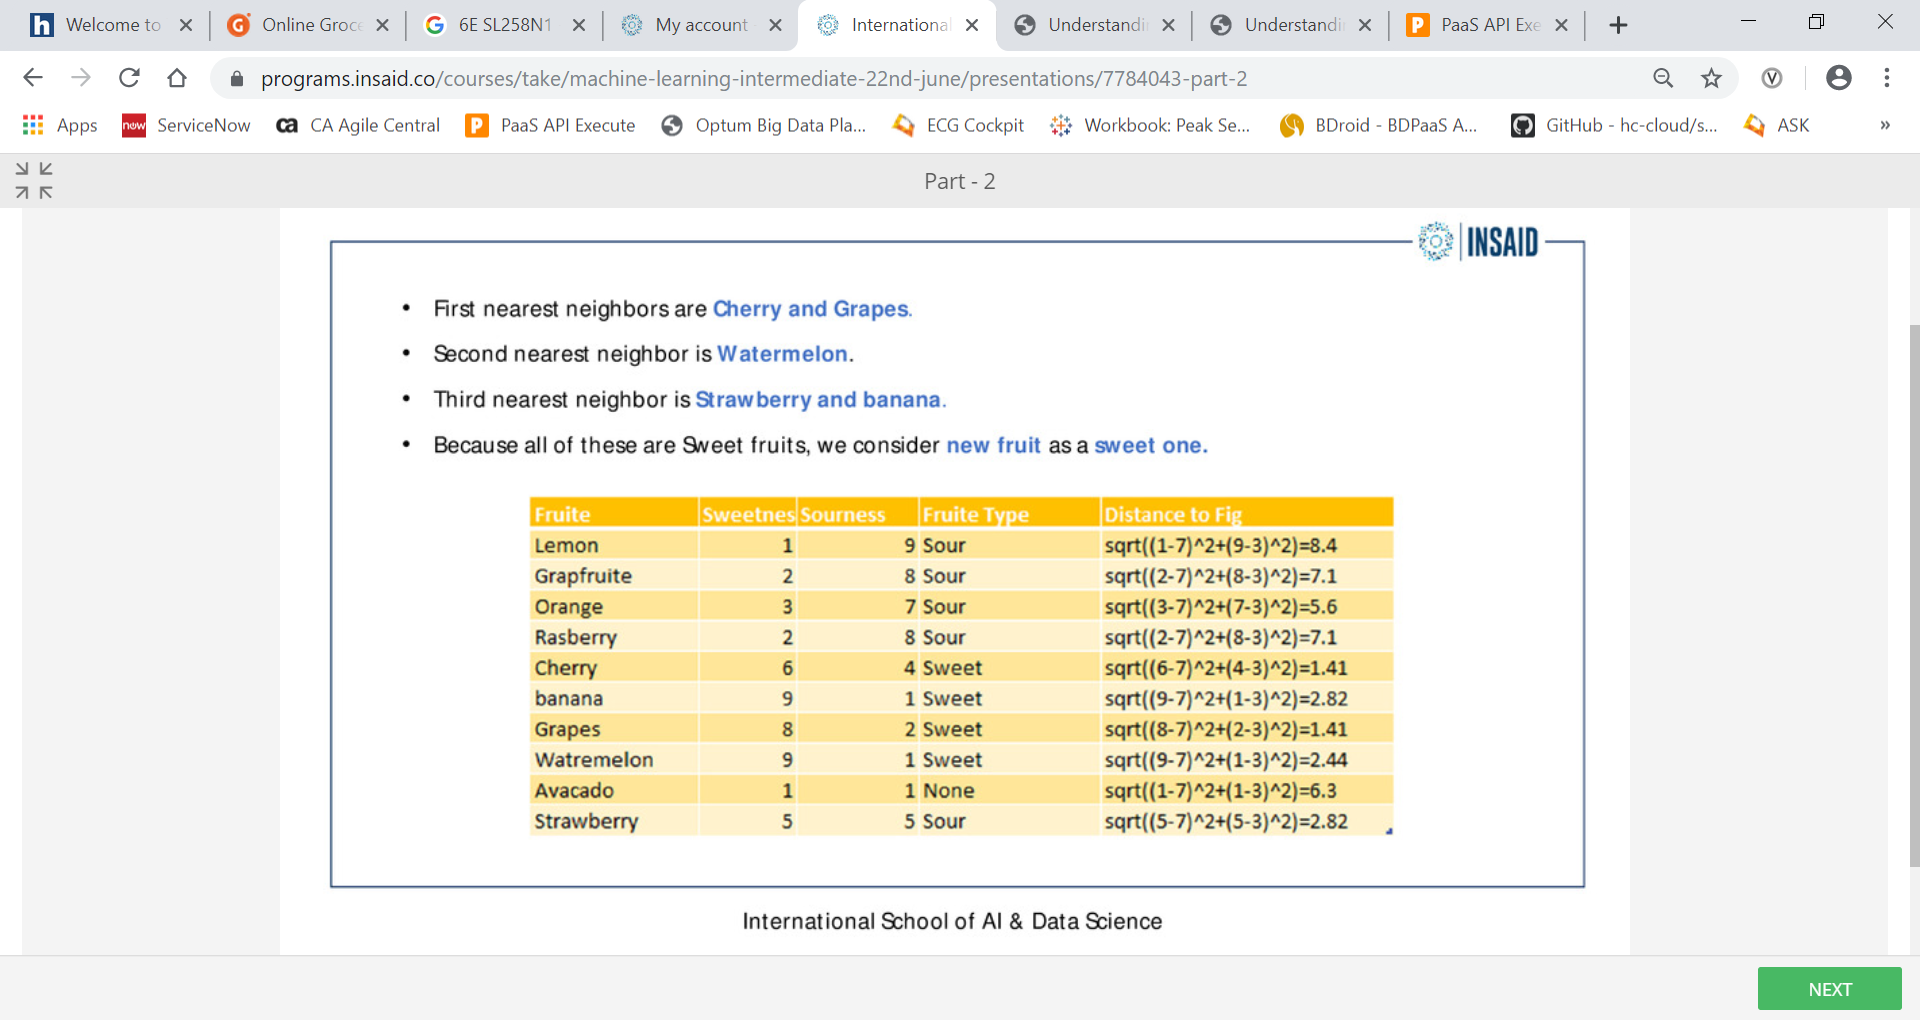 Welcome to
Online Groce
6E SL258N1
My account
International
Understandin
Understandin
PaaS API Exe
programs.insaid.co/courses/take/machine-learning-intermediate-22nd-june/presentations/7784043-part-2
Apps
now ServiceNow
ca CA Agile Central
P PaaS API Execute
Optum Big Data Pla...
ECG Cockpit
Workbook: Peak Se...
BDroid - BDPaaS A...
GitHub - hc-cloud/s...
ASK
»
Part - 2
INSAID
• First nearest neighbors are Cherry and Grapes.
• Second nearest neighbor is Watermelon.
• Third nearest neighbor is Strawberry and banana.
• Because all of these are Sweet fruits, we consider new fruit as a sweet one.
Fruite Sweetnes Sourness Fruite Type Distance to Fig
Lemon 1 9 Sour sqrt((1-7)^2+(9-3)^2)=8.4
Grapfruite 2 8 Sour sqrt((2-7)^2+(8-3)^2)=7.1
Orange 3 7 Sour sqrt((3-7)^2+(7-3)^2)=5.6
Rasberry 2 8 Sour sqrt((2-7)^2+(8-3)^2)=7.1
Cherry 6 4 Sweet sqrt((6-7)^2+(4-3)^2)=1.41
banana 9 1 Sweet sqrt((9-7)^2+(1-3)^2)=2.82
Grapes 8 2 Sweet sqrt((8-7)^2+(2-3)^2)=1.41
Watremelon 9 1 Sweet sqrt((9-7)^2+(1-3)^2)=2.44
Avacado 1 1 None sqrt((1-7)^2+(1-3)^2)=6.3
Strawberry 5 5 Sour sqrt((5-7)^2+(5-3)^2)=2.82
International School of AI & Data Science
NEXT